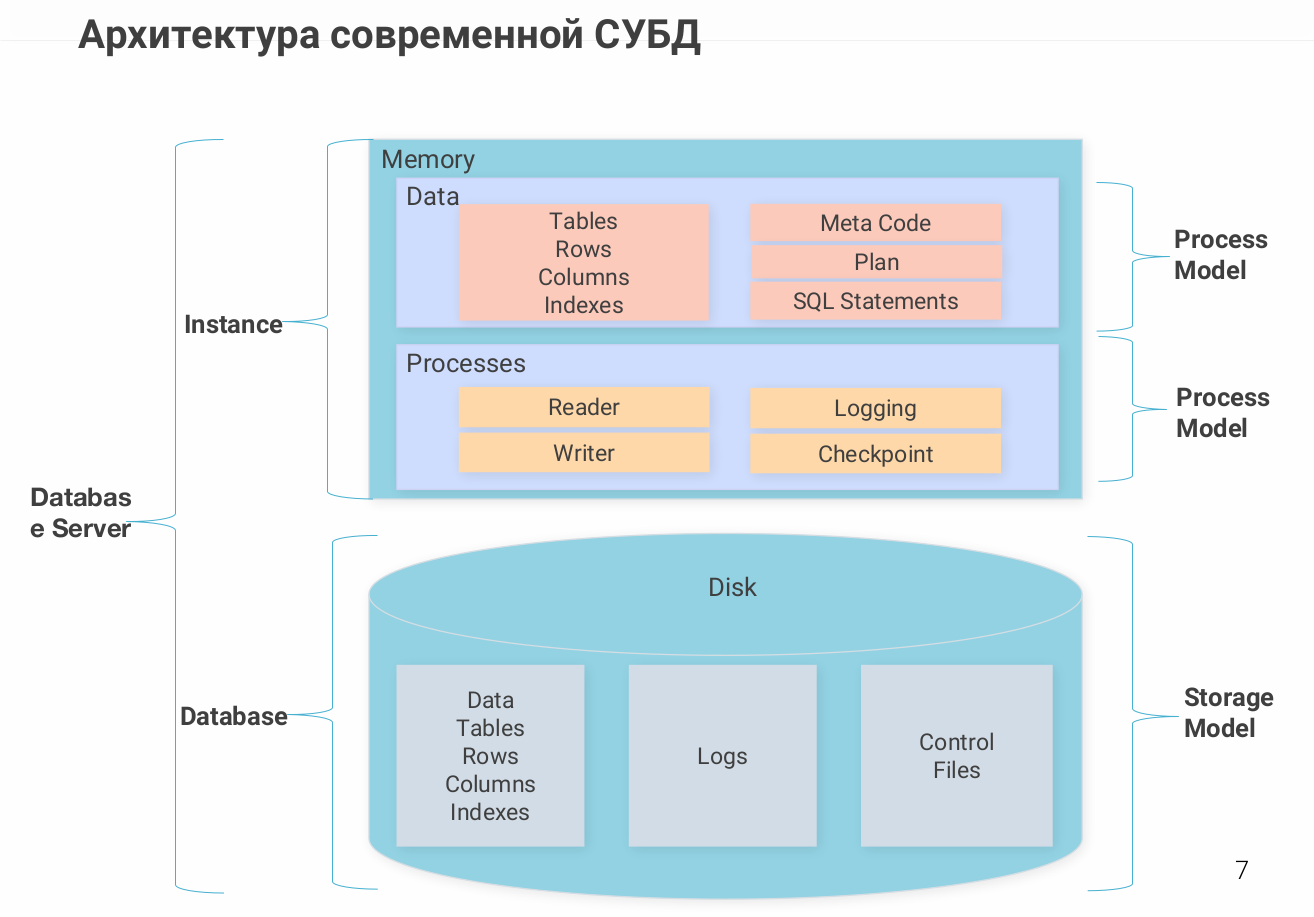 Архитектура современной СУБД
Memory
Data
Tables
Rows
Columns
Indexes
Meta Code
Plan
SQL Statements
Process
Model
Instance
Processes
Reader
Writer
Logging
Checkpoint
Process
Model
Databas
e Server
Disk
Data
Tables
Rows
Columns
Indexes
Logs
Control
Files
Database
Storage
Model
7